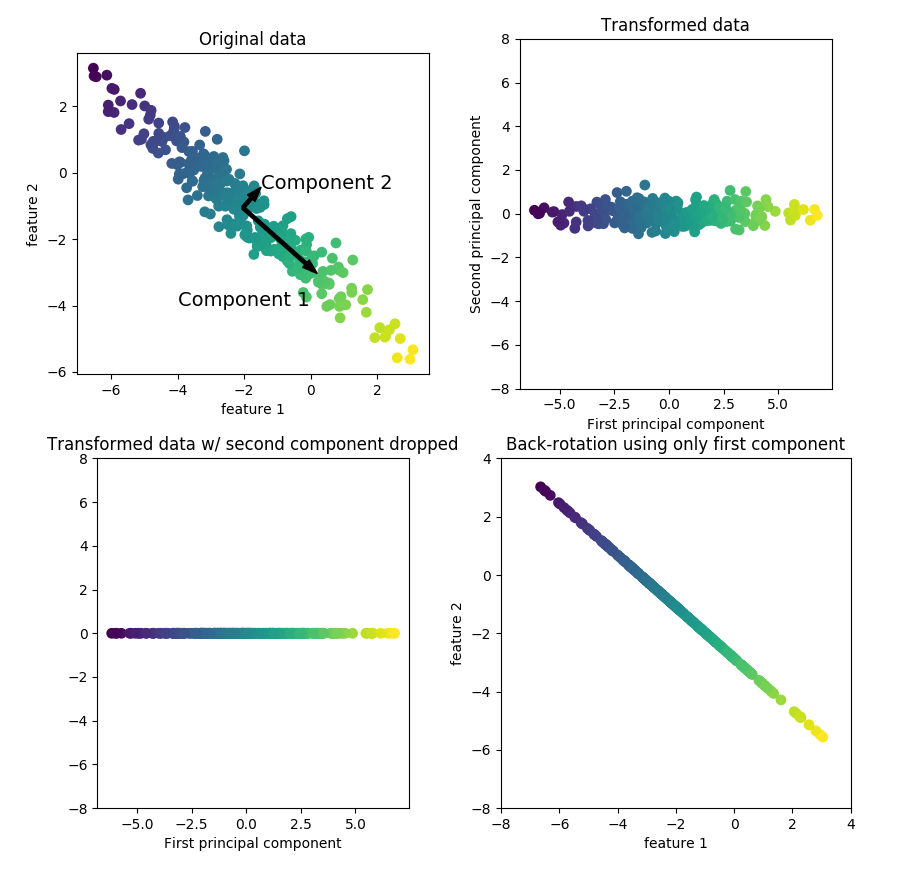 Original data
feature 2
2
0
−2
−4
−6
Component 2
Component 1
−6 −4 −2 0 2
feature 1
Transformed data
Second principal component
8
6
4
2
0
−2
−4
−6
−8
−5.0 −2.5 0.0 2.5 5.0
First principal component
Transformed data w/ second component dropped
8
6
4
2
0
−2
−4
−6
−8
−5.0 −2.5 0.0 2.5 5.0
First principal component
Back-rotation using only first component
feature 2
4
2
0
−2
−4
−6
−8
−8 −6 −4 −2 0 2 4
feature 1